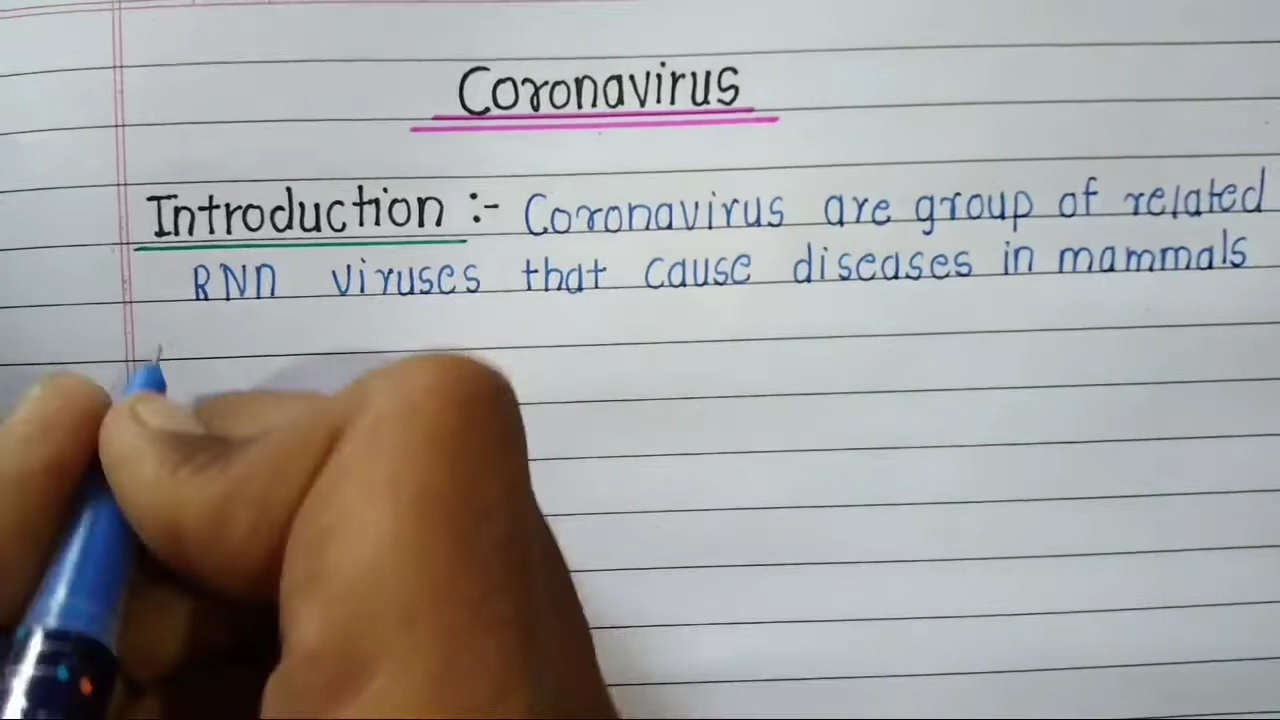 Coronavirus
Introduction :- Coronavirus are group of related
RNA viruses that cause diseases in mammals